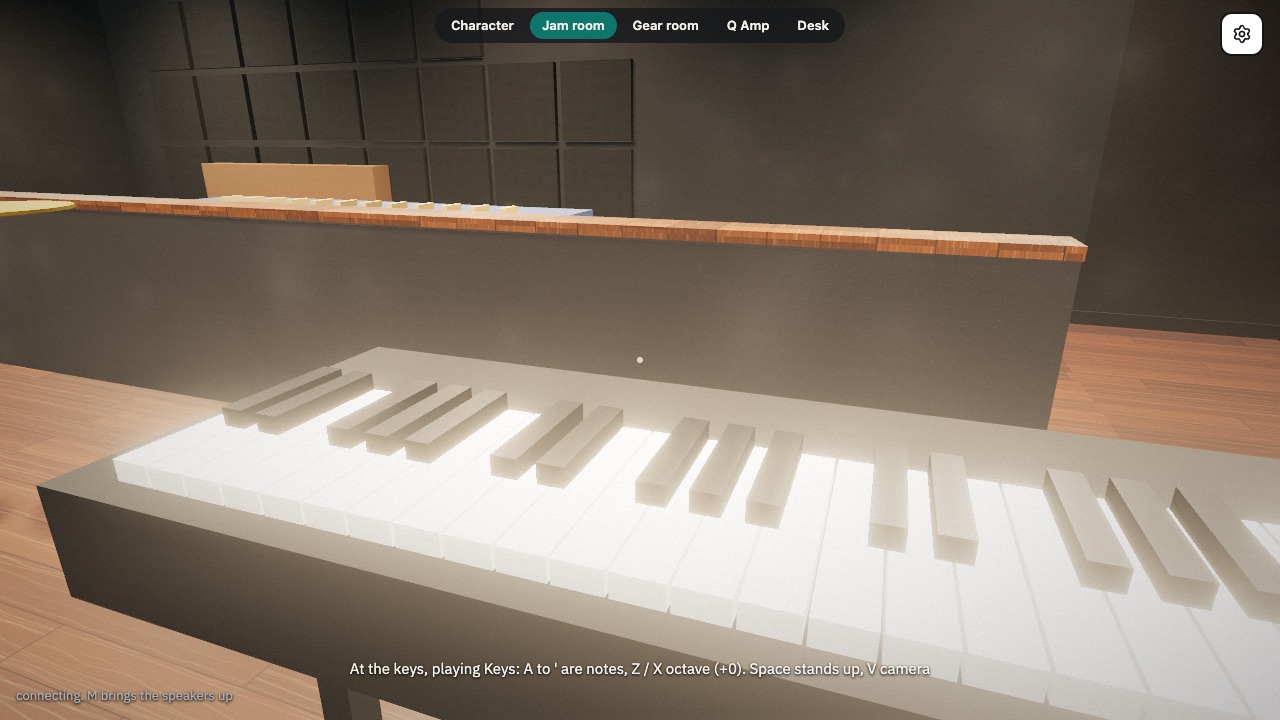 Character Jam room Gear room Q Amp Desk
At the keys, playing Keys: A to ' are notes, Z / X octave (+0). Space stands up, V camera
connecting. M brings the speakers up